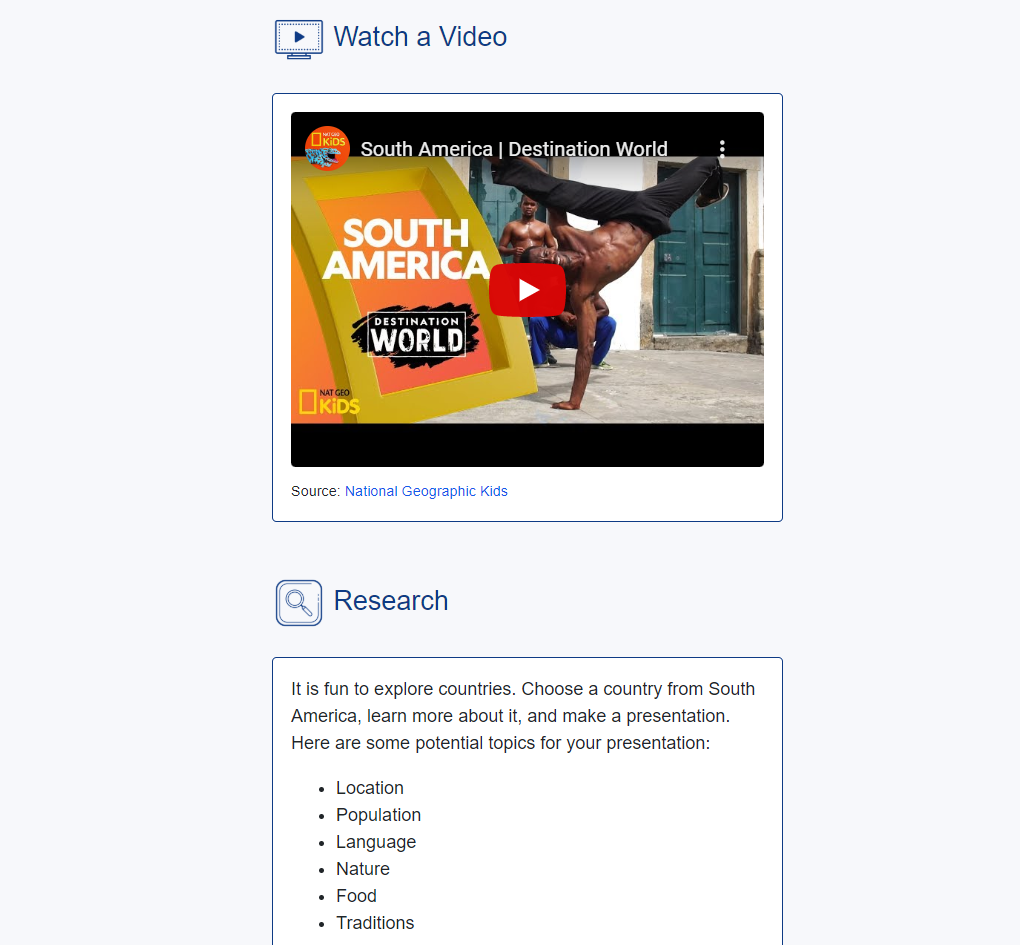 Watch a Video
NAT GEO
KiDS
South America | Destination World
SOUTH
AMERICA
DESTINATION
WORLD
NAT GEO
KiDS
Source: National Geographic Kids
Research
It is fun to explore countries. Choose a country from South
America, learn more about it, and make a presentation.
Here are some potential topics for your presentation:
• Location
• Population
• Language
• Nature
• Food
• Traditions